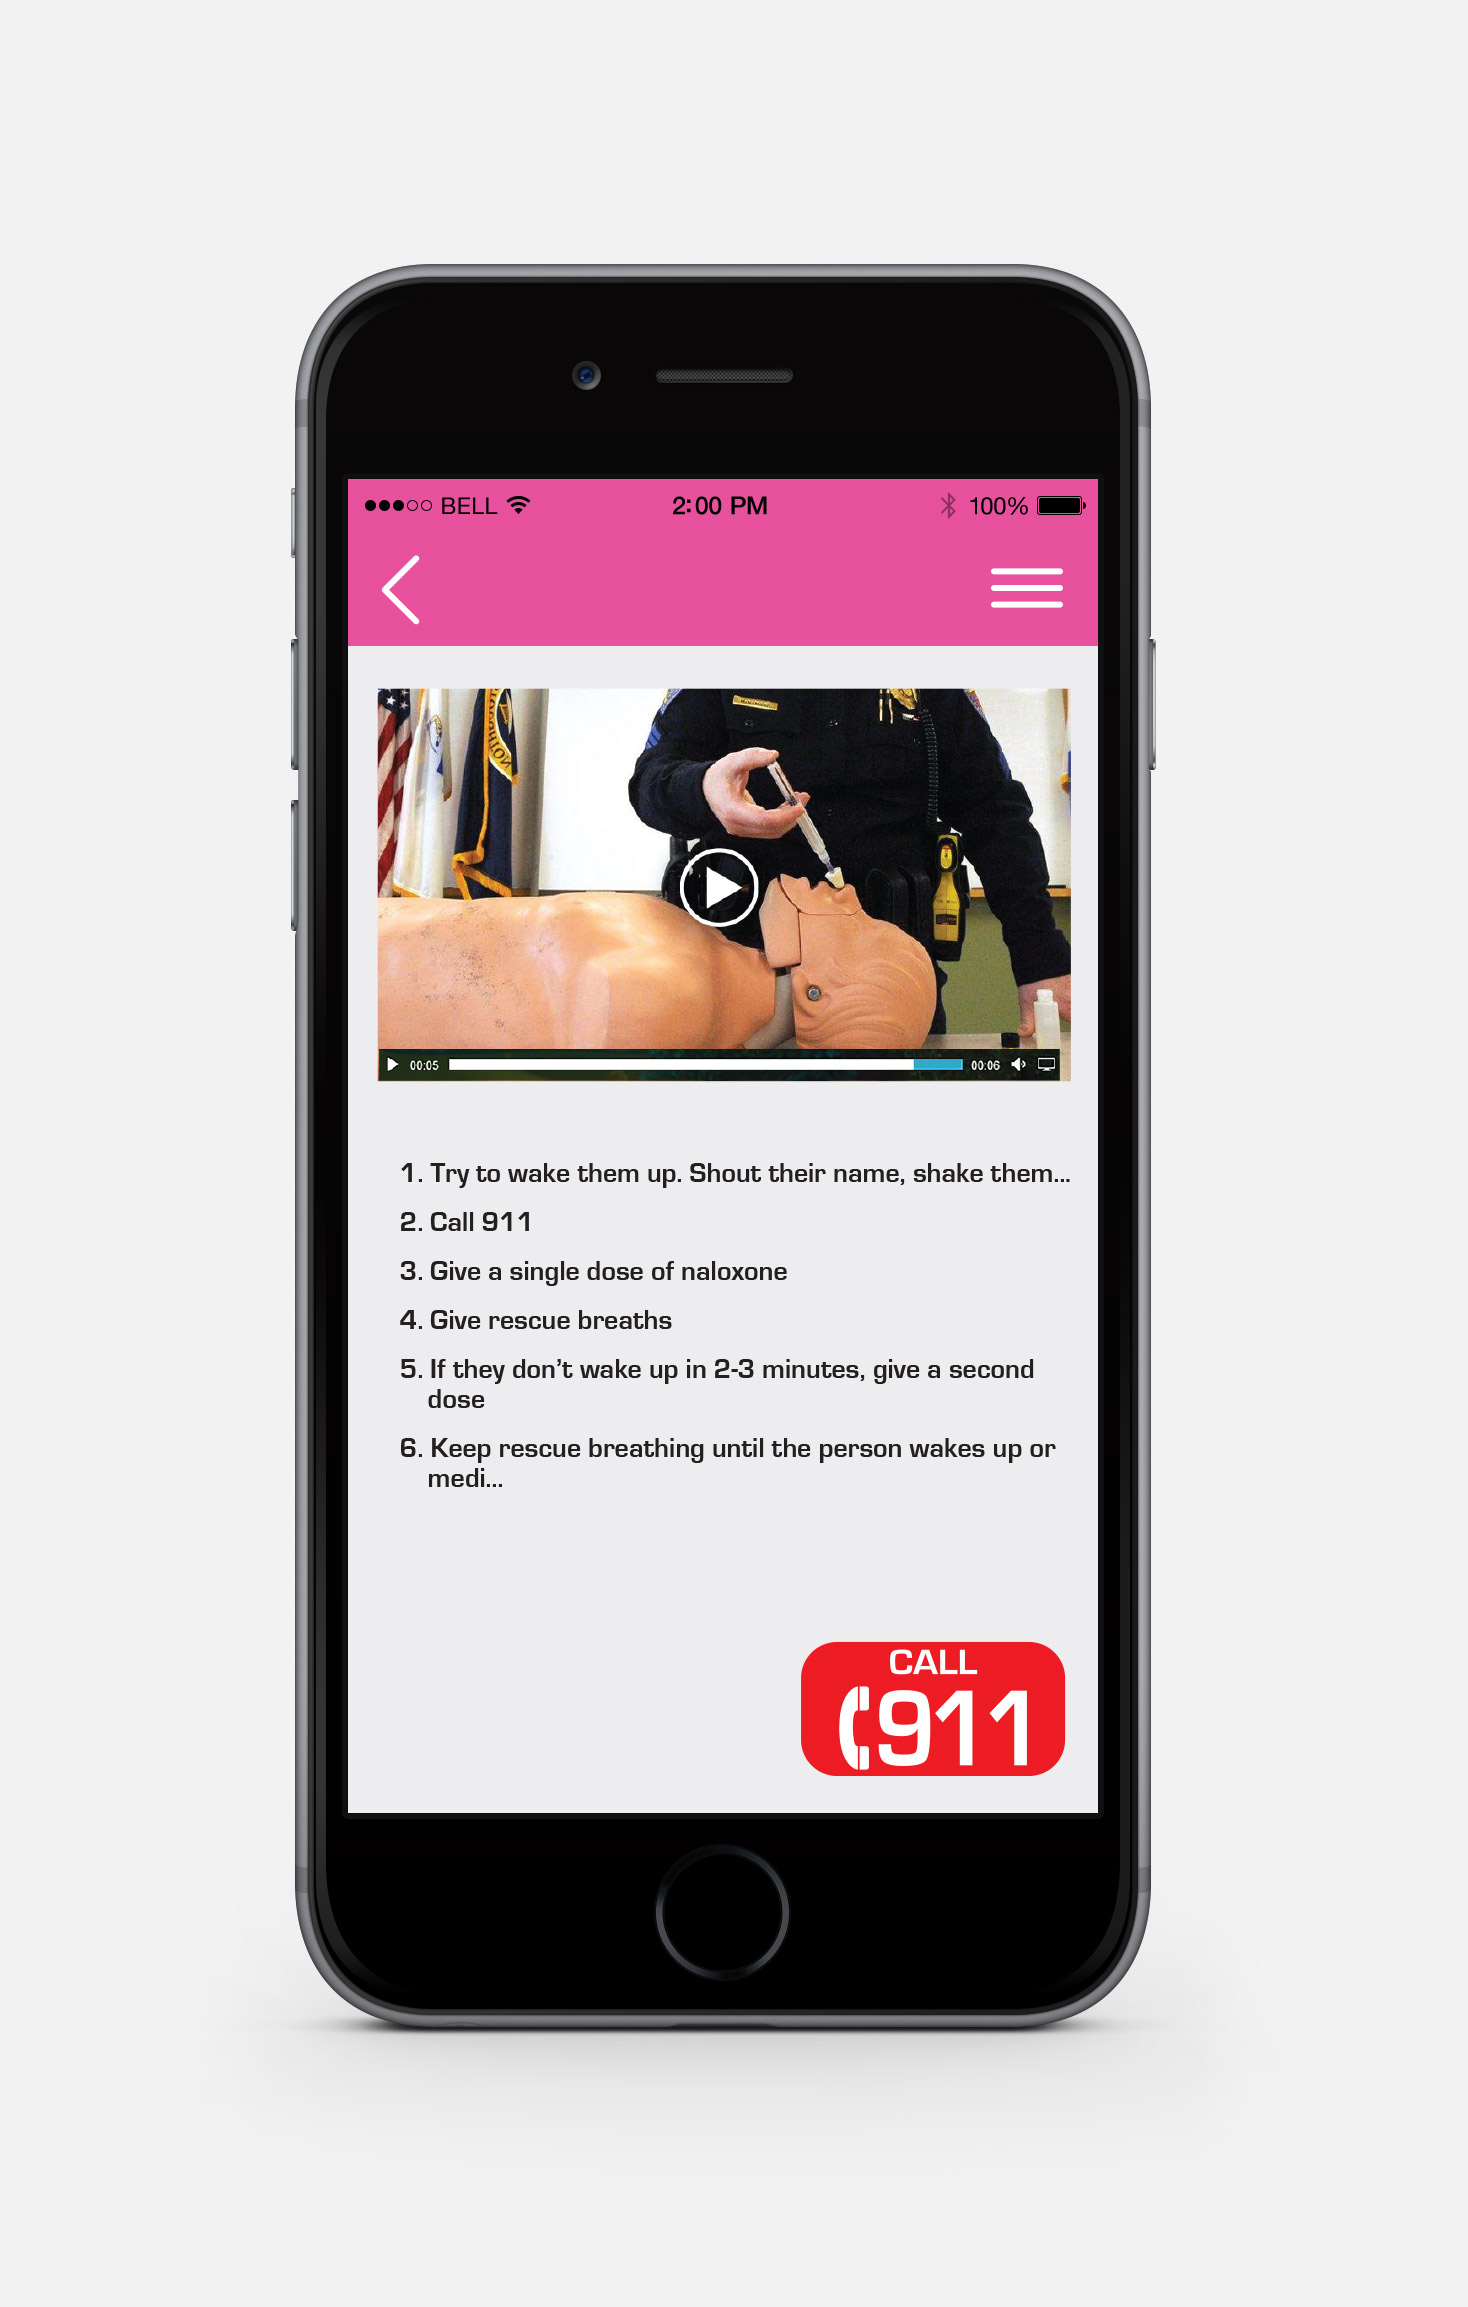 BELL 2:00 PM 100%
00:05 00:06
1. Try to wake them up. Shout their name, shake them...
2. Call 911
3. Give a single dose of naloxone
4. Give rescue breaths
5. If they don't wake up in 2-3 minutes, give a second
dose
6. Keep rescue breathing until the person wakes up or
medi...
CALL
911